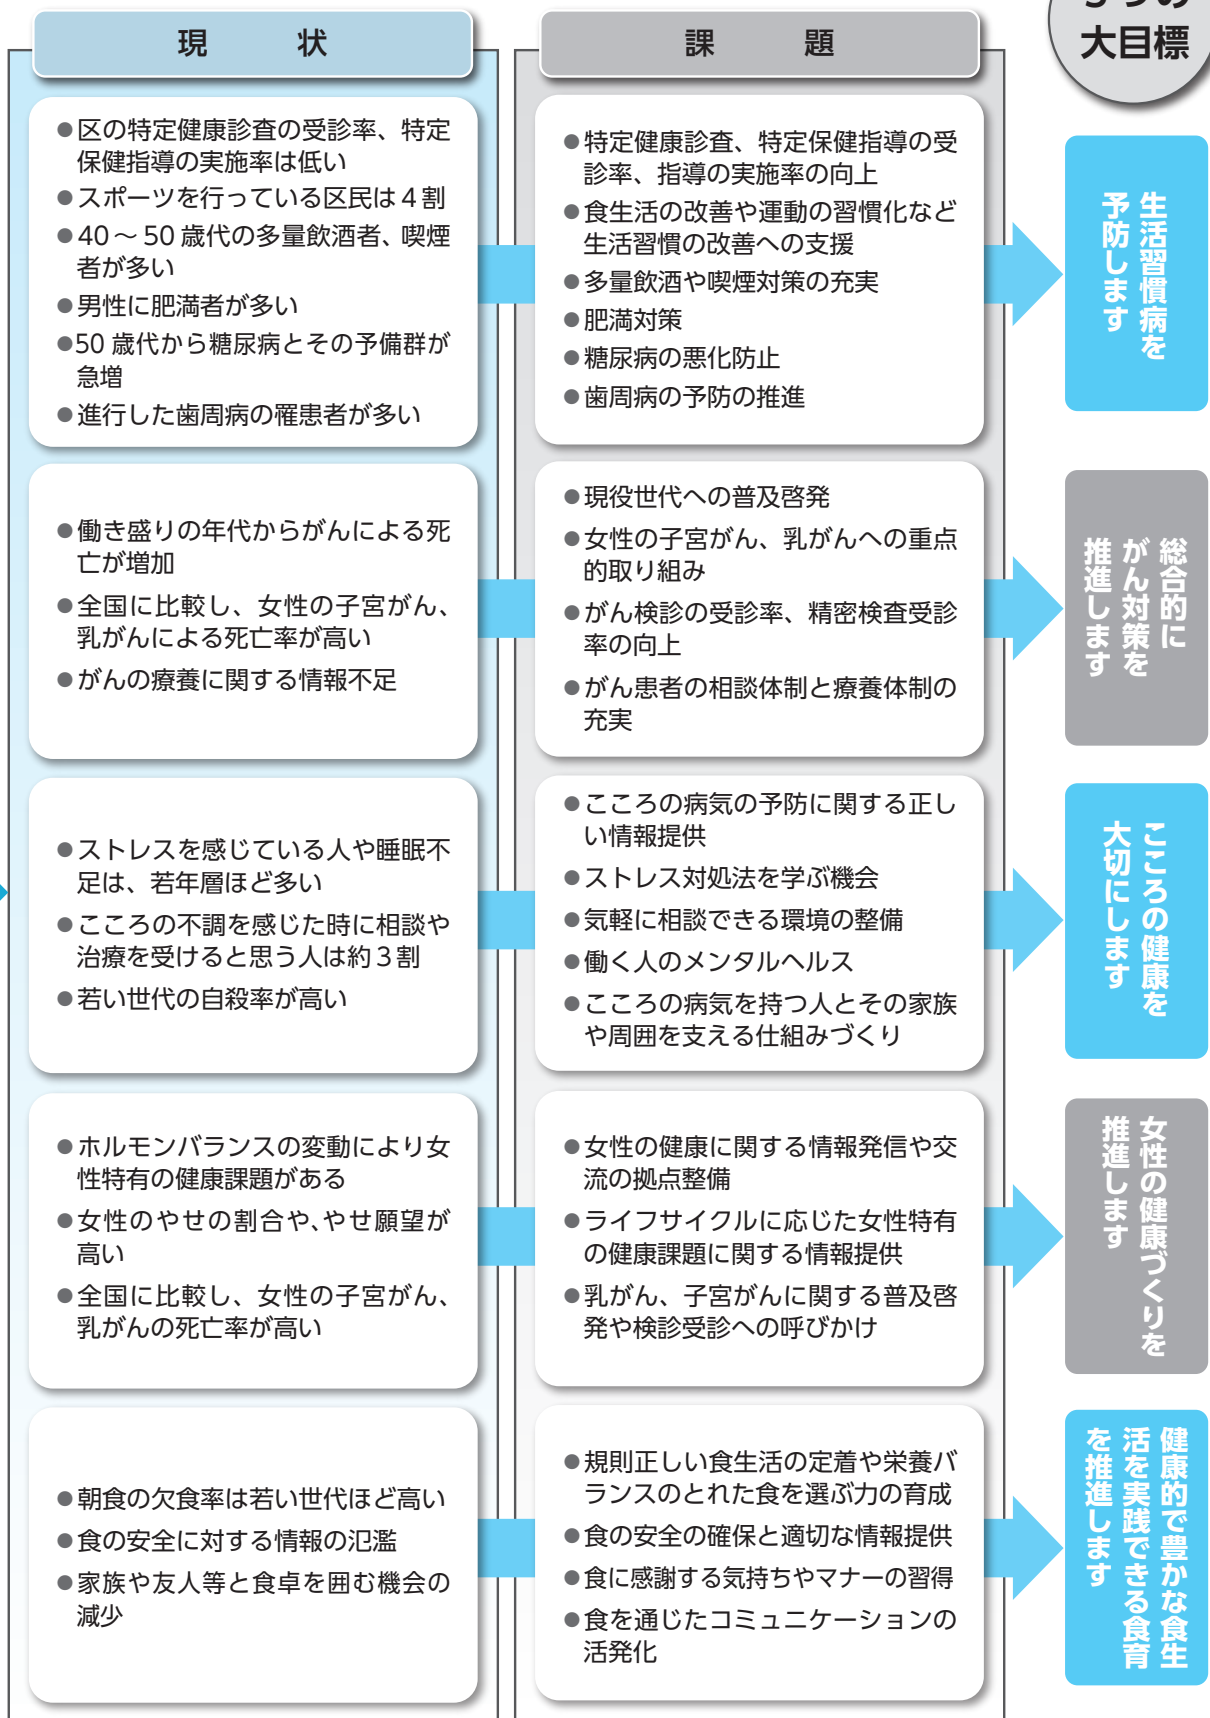 現状
課題
大目標
●区の特定健康診査の受診率、特定
保健指導の実施率は低い
●スポーツを行っている区民は4割
●40～50歳代の多量飲酒者、喫煙
者が多い
●男性に肥満者が多い
●50歳代から糖尿病とその予備群が
急増
●進行した歯周病の罹患者が多い
●特定健康診査、特定保健指導の受
診率、指導の実施率の向上
●食生活の改善や運動の習慣化など
生活習慣の改善への支援
●多量飲酒や喫煙対策の充実
●肥満対策
●糖尿病の悪化防止
●歯周病の予防の推進
生活習慣病を
予防します
●働き盛りの年代からがんによる死
亡が増加
●全国に比較し、女性の子宮がん、
乳がんによる死亡率が高い
●がんの療養に関する情報不足
●現役世代への普及啓発
●女性の子宮がん、乳がんへの重点
的取り組み
●がん検診の受診率、精密検査受診
率の向上
●がん患者の相談体制と療養体制の
充実
総合的に
がん対策を
推進します
●ストレスを感じている人や睡眠不
足は、若年層ほど多い
●こころの不調を感じた時に相談や
治療を受けると思う人は約3割
●若い世代の自殺率が高い
●こころの病気の予防に関する正し
い情報提供
●ストレス対処法を学ぶ機会
●気軽に相談できる環境の整備
●働く人のメンタルヘルス
●こころの病気を持つ人とその家族
や周囲を支える仕組みづくり
こころの健康を
大切にします
●ホルモンバランスの変動により女
性特有の健康課題がある
●女性のやせの割合や、やせ願望が
高い
●全国に比較し、女性の子宮がん、
乳がんの死亡率が高い
●女性の健康に関する情報発信や交
流の拠点整備
●ライフサイクルに応じた女性特有
の健康課題に関する情報提供
●乳がん、子宮がんに関する普及啓
発や検診受診への呼びかけ
女性の健康づくりを
推進します
●朝食の欠食率は若い世代ほど高い
●食の安全に対する情報の氾濫
●家族や友人等と食卓を囲む機会の
減少
●規則正しい食生活の定着や栄養バ
ランスのとれた食を選ぶ力の育成
●食の安全の確保と適切な情報提供
●食に感謝する気持ちやマナーの習得
●食を通じたコミュニケーションの
活発化
健康的で豊かな食生
活を実践できる食育
を推進します